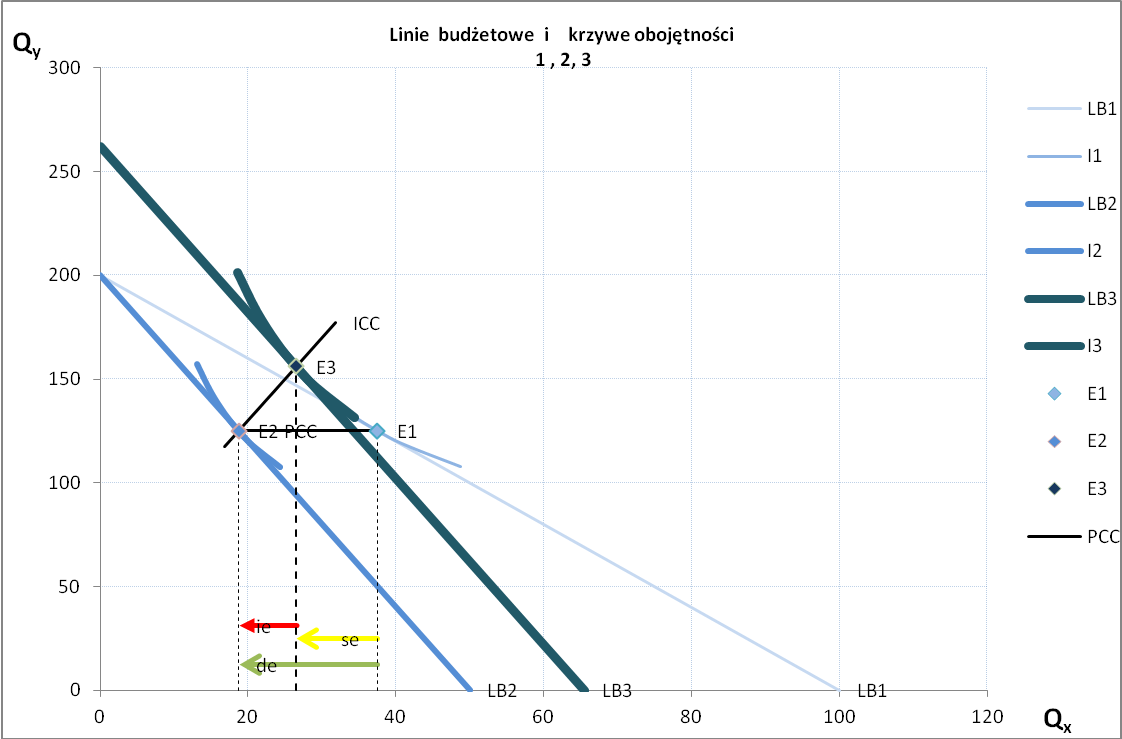 Linie budżetowe i krzywe obojętności
1 , 2, 3
Qy
300
250
200
150
100
50
0
0
20
40
60
80
100
120
Qx
ICC
E3
E2 PCC
E1
ie
se
de
LB2
LB3
LB1
LB1
I1
LB2
I2
LB3
I3
E1
E2
E3
PCC